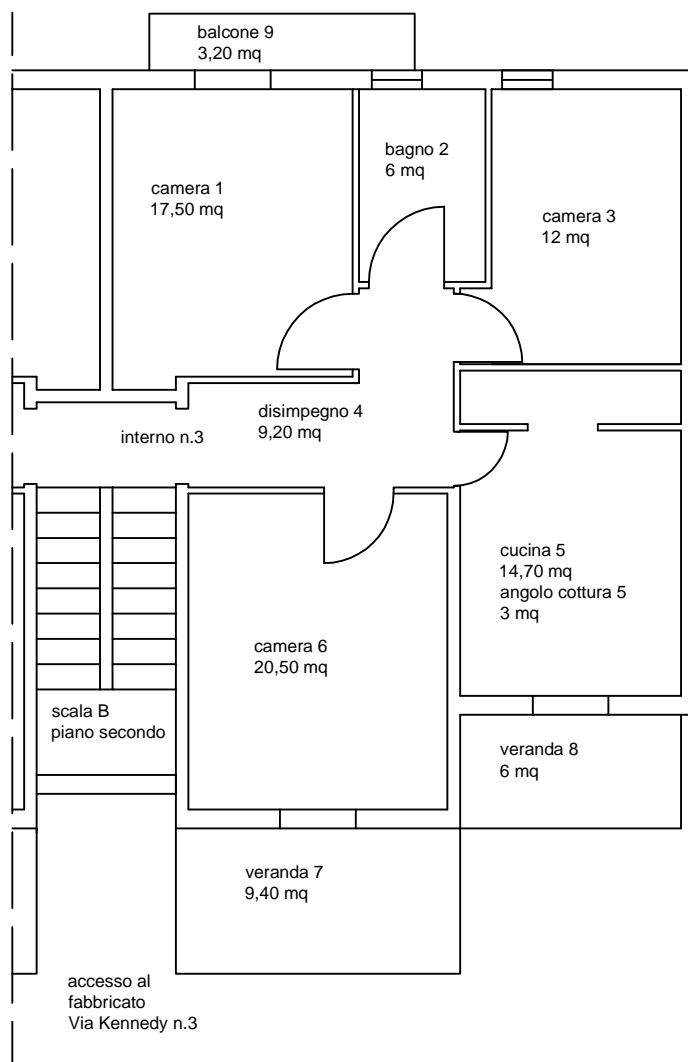 balcone 9
3,20 mq
bagno 2
6 mq
camera 1
17,50 mq
camera 3
12 mq
disimpegno 4
9,20 mq
interno n.3
cucina 5
14,70 mq
angolo cottura 5
3 mq
camera 6
20,50 mq
scala B
piano secondo
veranda 8
6 mq
veranda 7
9,40 mq
accesso al
fabbricato
Via Kennedy n.3